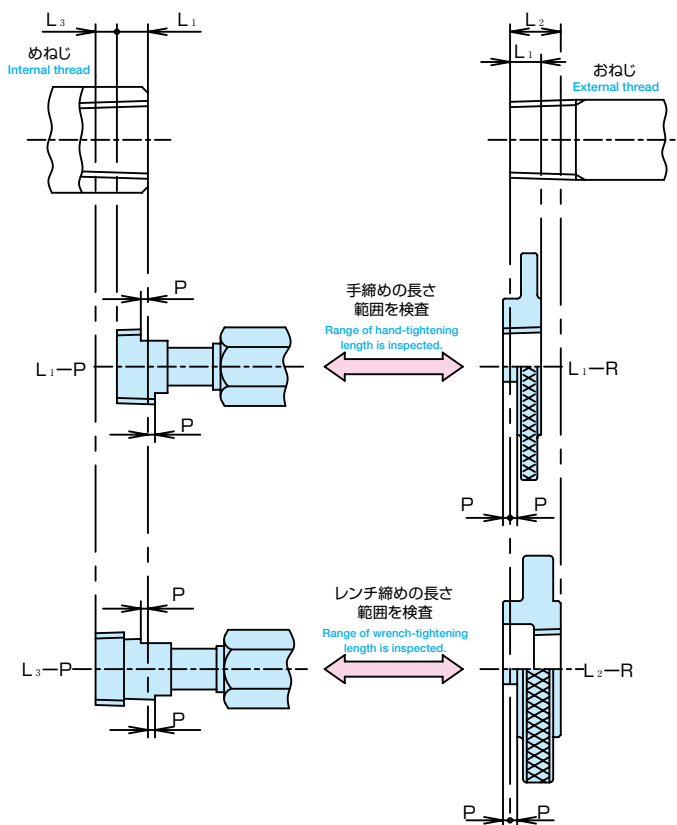 L₃
L₁
めねじ
Internal thread
L₂
L₁
おねじ
External thread
P
手締めの長さ
範囲を検査
Range of hand-tightening
length is inspected.
L₁—P
L₁—R
P
P
P
P
レンチ締めの長さ
範囲を検査
Range of wrench-tightening
length is inspected.
L₃—P
L₂—R
P
P
P